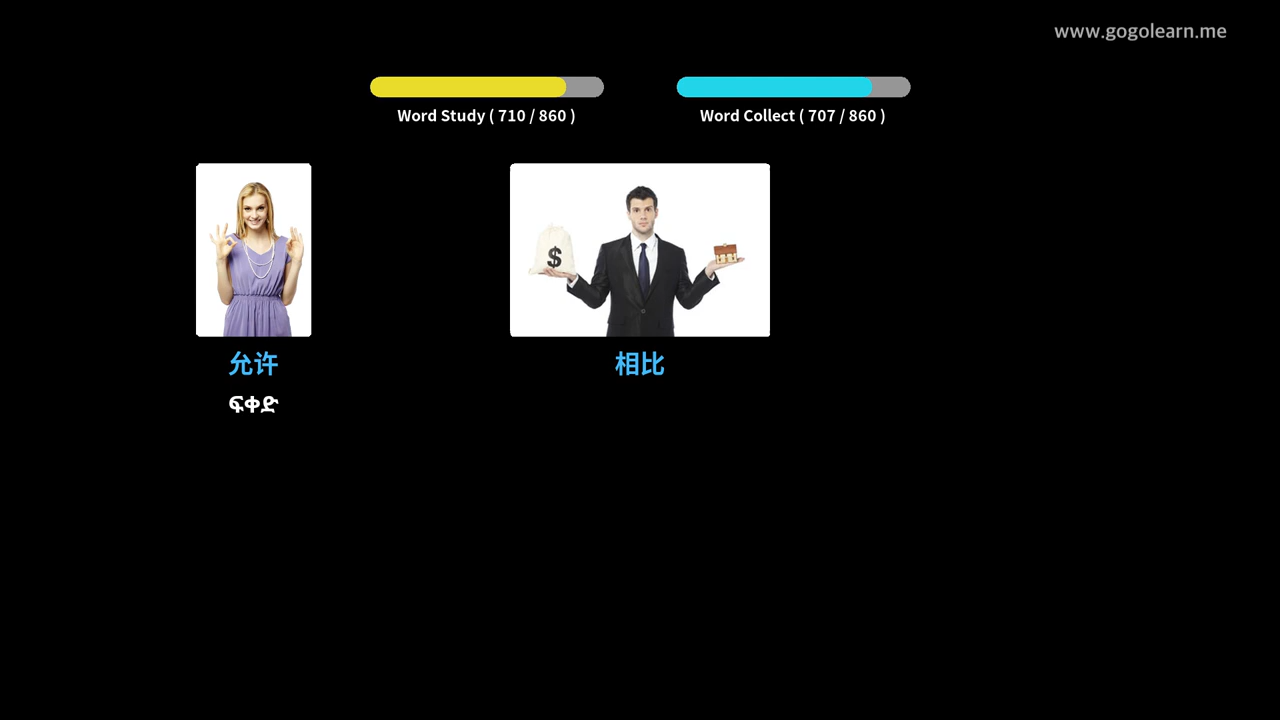 www.gogolearn.me
Word Study ( 710 / 860 )
Word Collect ( 707 / 860 )
$
允许
相比
ፍቀድ